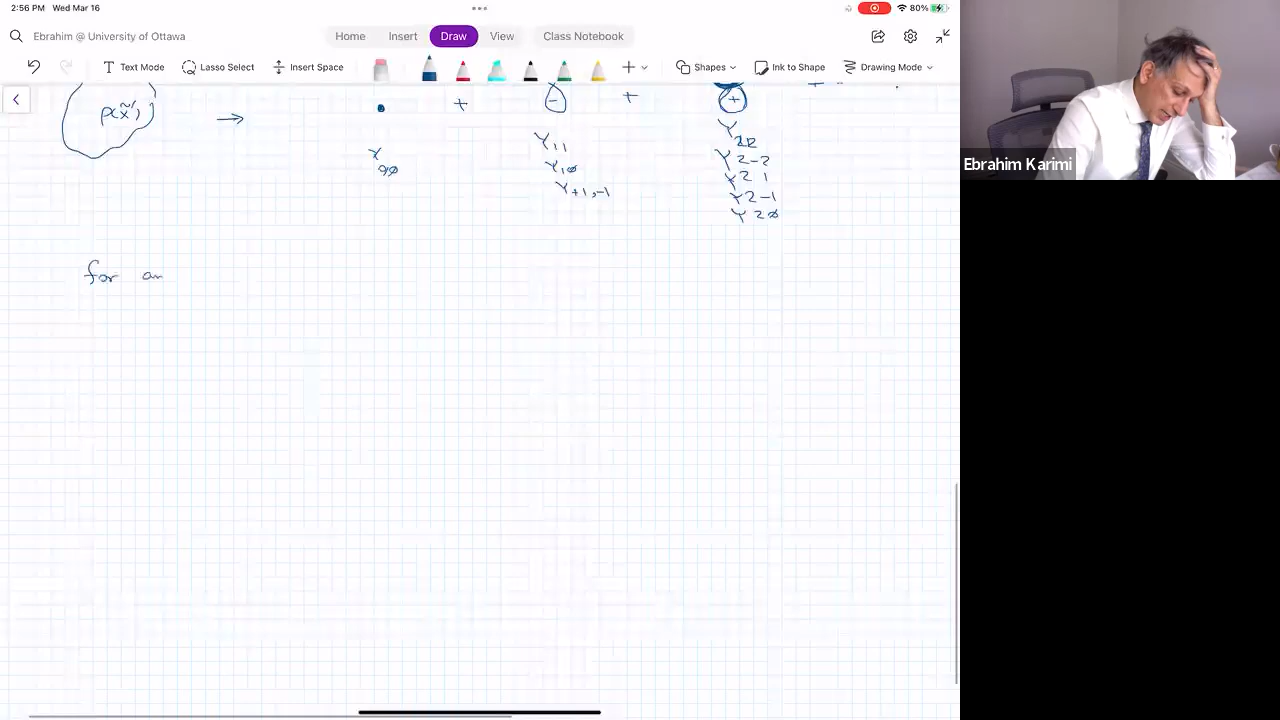 2:56 PM Wed Mar 16
80%
Ebrahim @ University of Ottawa
Home Insert Draw View Class Notebook
Text Mode Lasso Select Insert Space Shapes Ink to Shape Drawing Mode
ρ(x̃')
→ + - + + +
Y00
Y11
Y10
Y+1,-1
Y22
Y2-2
Y21
Y2-1
Y20
for an
Ebrahim Karimi